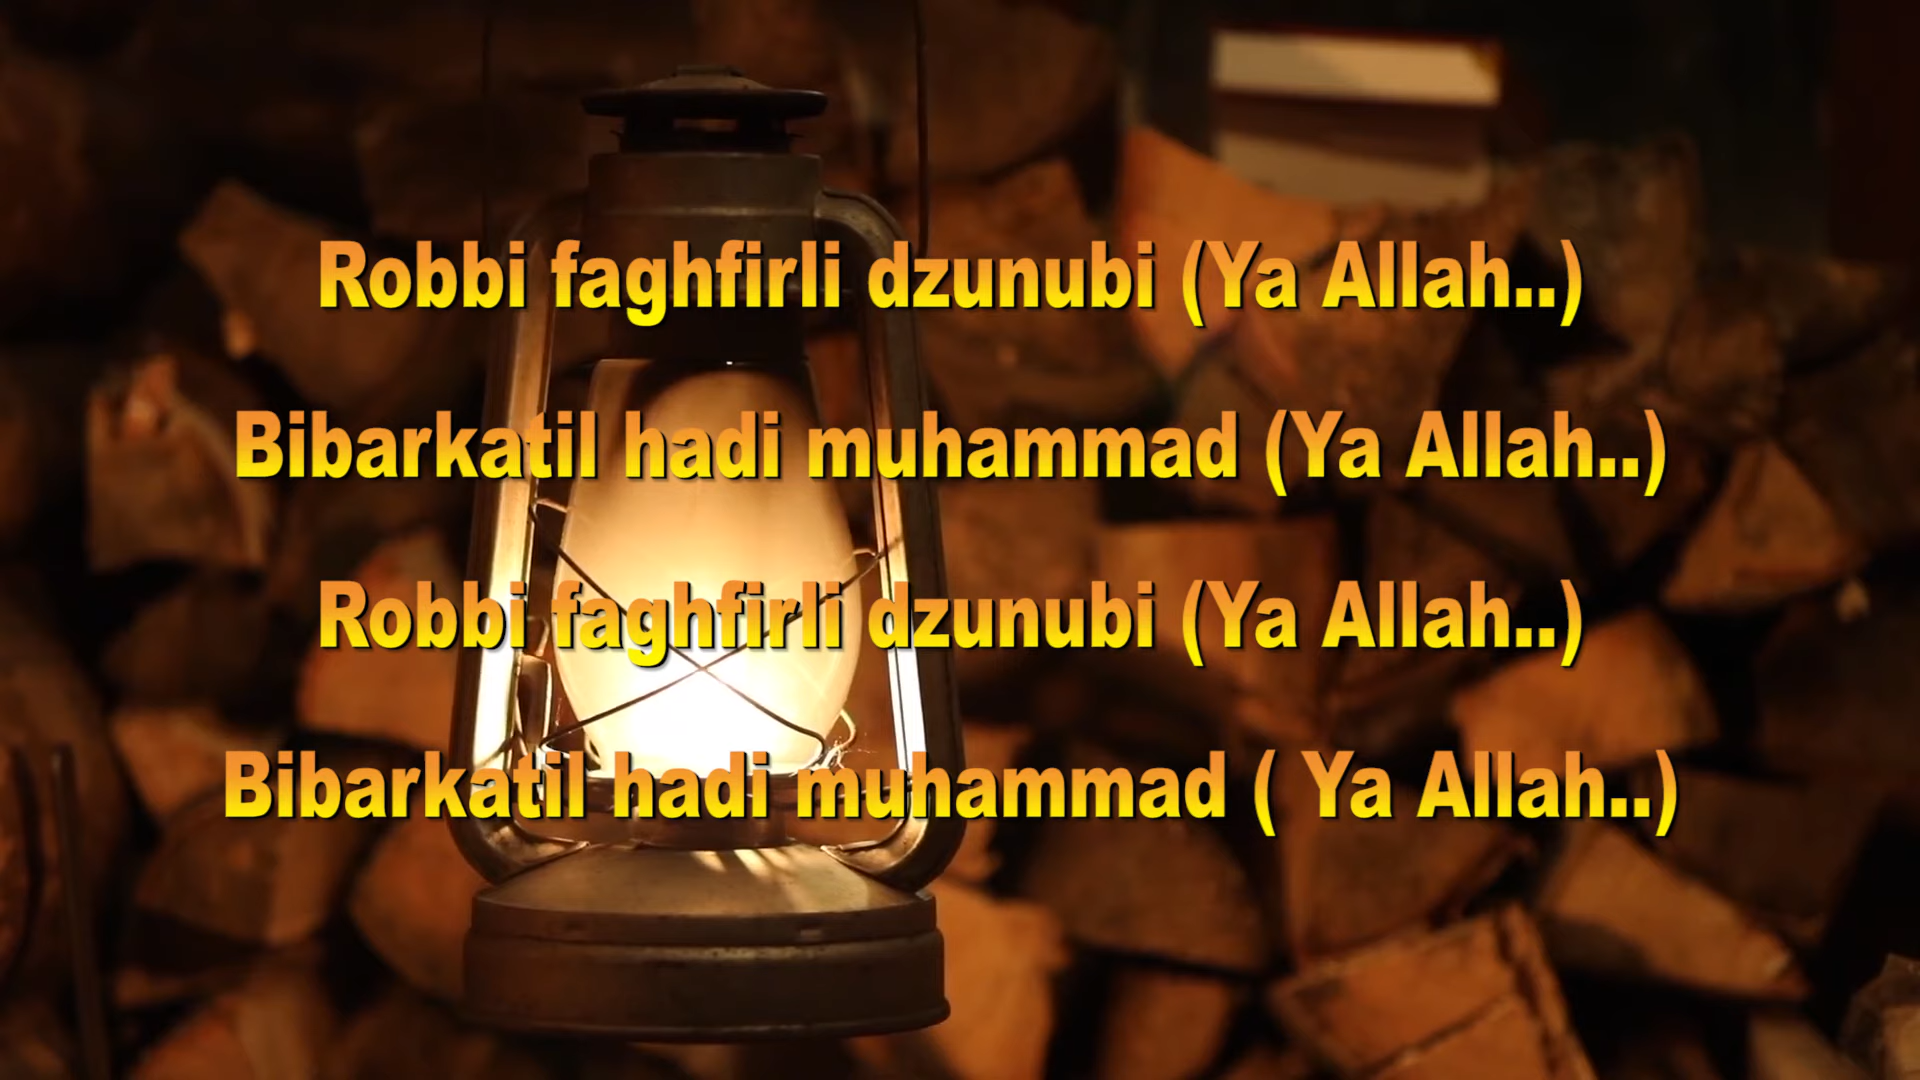 Robbi faghfirli dzunubi (Ya Allah..)
Bibarkatil hadi muhammad (Ya Allah..)
Robbi faghfirli dzunubi (Ya Allah..)
Bibarkatil hadi muhammad ( Ya Allah..)